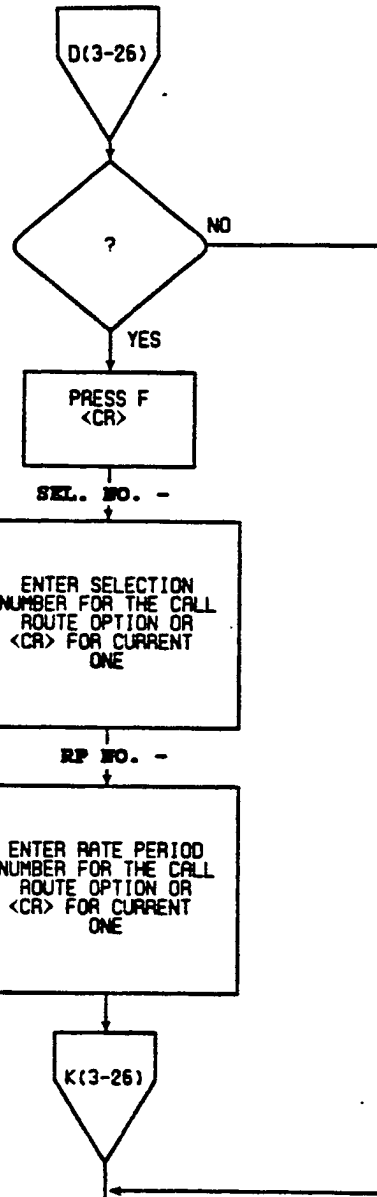 D(3-26)
?
NO
YES
PRESS F
<CR>
SEL. NO. -
ENTER SELECTION
NUMBER FOR THE CALL
ROUTE OPTION OR
<CR> FOR CURRENT
ONE
RP NO. -
ENTER RATE PERIOD
NUMBER FOR THE CALL
ROUTE OPTION OR
<CR> FOR CURRENT
ONE
K(3-26)